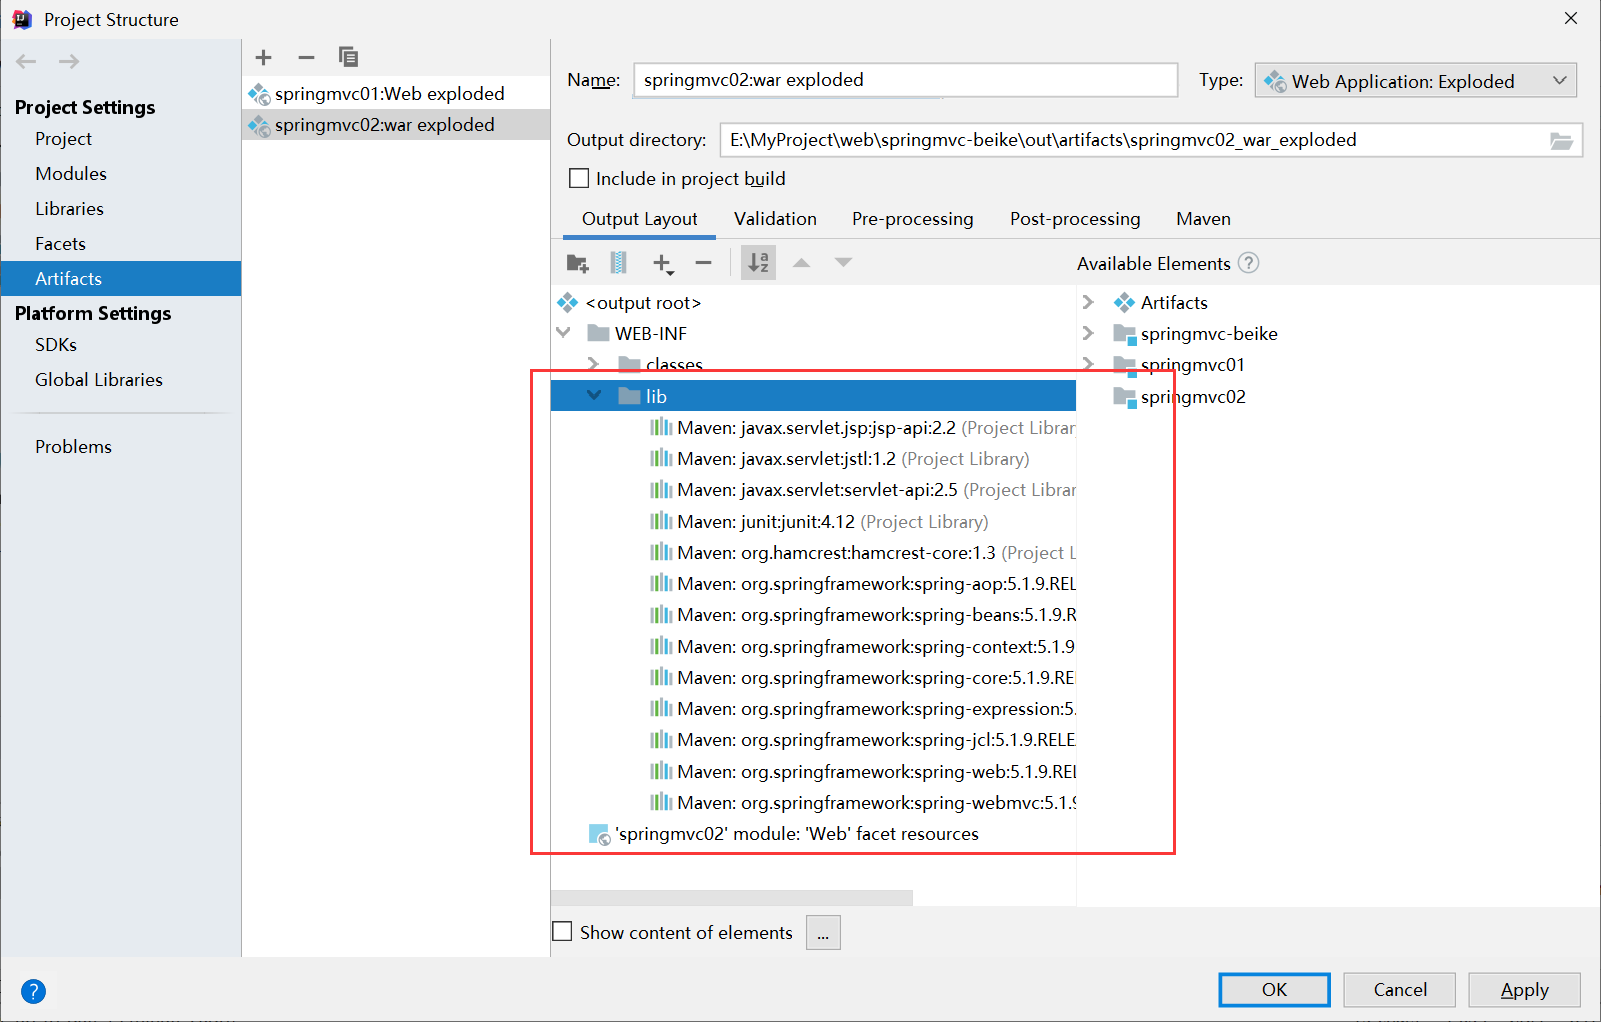 Project Structure
Project Settings
Project
Modules
Libraries
Facets
Artifacts
Platform Settings
SDKs
Global Libraries
Problems
springmvc01:Web exploded
springmvc02:war exploded
Name: springmvc02:war exploded Type: Web Application: Exploded
Output directory: E:\MyProject\web\springmvc-beike\out\artifacts\springmvc02_war_exploded
Include in project build
Output Layout Validation Pre-processing Post-processing Maven
Available Elements ?
<output root>
WEB-INF
classes
lib
Maven: javax.servlet.jsp:jsp-api:2.2 (Project Librar
Maven: javax.servlet:jstl:1.2 (Project Library)
Maven: javax.servlet:servlet-api:2.5 (Project Librar
Maven: junit:junit:4.12 (Project Library)
Maven: org.hamcrest:hamcrest-core:1.3 (Project L
Maven: org.springframework:spring-aop:5.1.9.REL
Maven: org.springframework:spring-beans:5.1.9.R
Maven: org.springframework:spring-context:5.1.9
Maven: org.springframework:spring-core:5.1.9.REL
Maven: org.springframework:spring-expression:5.
Maven: org.springframework:spring-jcl:5.1.9.RELE
Maven: org.springframework:spring-web:5.1.9.REL
Maven: org.springframework:spring-webmvc:5.1.9
'springmvc02' module: 'Web' facet resources
Artifacts
springmvc-beike
springmvc01
springmvc02
Show content of elements ...
? OK Cancel Apply